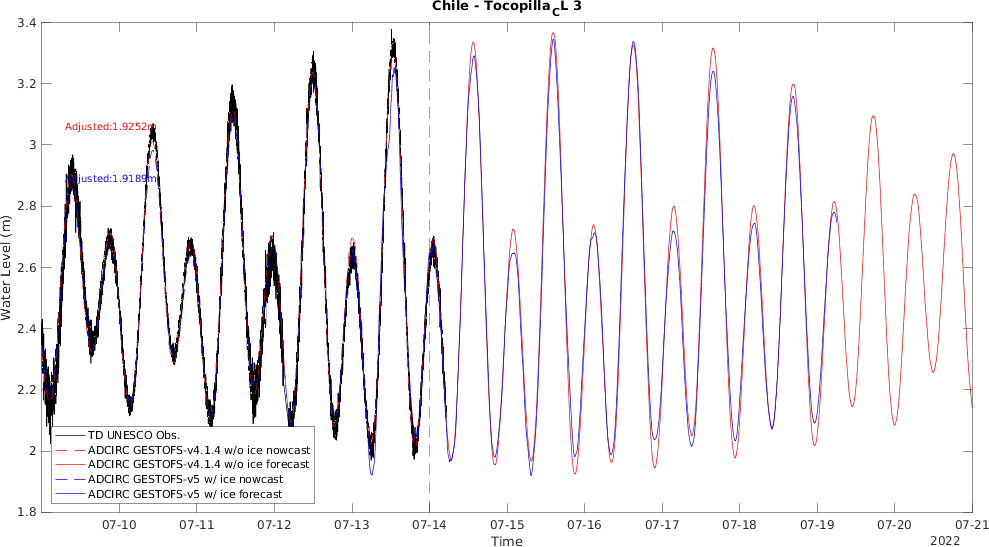 Chile - Tocopilla_CL 3
3.4
3.2
3
2.8
2.6
2.4
2.2
2
1.8
Water Level (m)
Adjusted:1.9252m
Adjusted:1.9189m
TD UNESCO Obs.
ADCIRC GESTOFS-v4.1.4 w/o ice nowcast
ADCIRC GESTOFS-v4.1.4 w/o ice forecast
ADCIRC GESTOFS-v5 w/ ice nowcast
ADCIRC GESTOFS-v5 w/ ice forecast
07-10 07-11 07-12 07-13 07-14 07-15 07-16 07-17 07-18 07-19 07-20 07-21
Time
2022